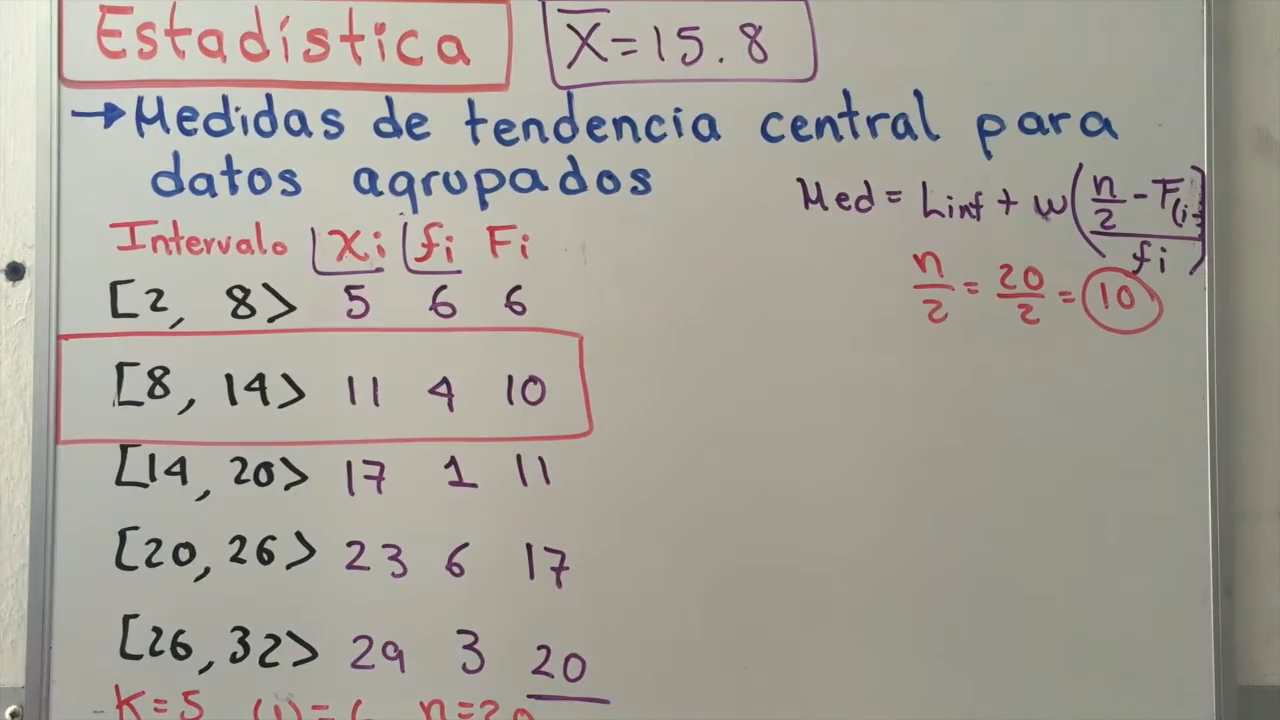 Estadística
X̅=15.8
→Medidas de tendencia central para
datos agrupados
Med = Linf + w(n/2 - F(i-
fi)
n/2 = 20/2 = 10
Intervalo xi fi Fi
[2, 8> 5 6 6
[8, 14> 11 4 10
[14, 20> 17 1 11
[20, 26> 23 6 17
[26, 32> 29 3 20
K=5 n=20